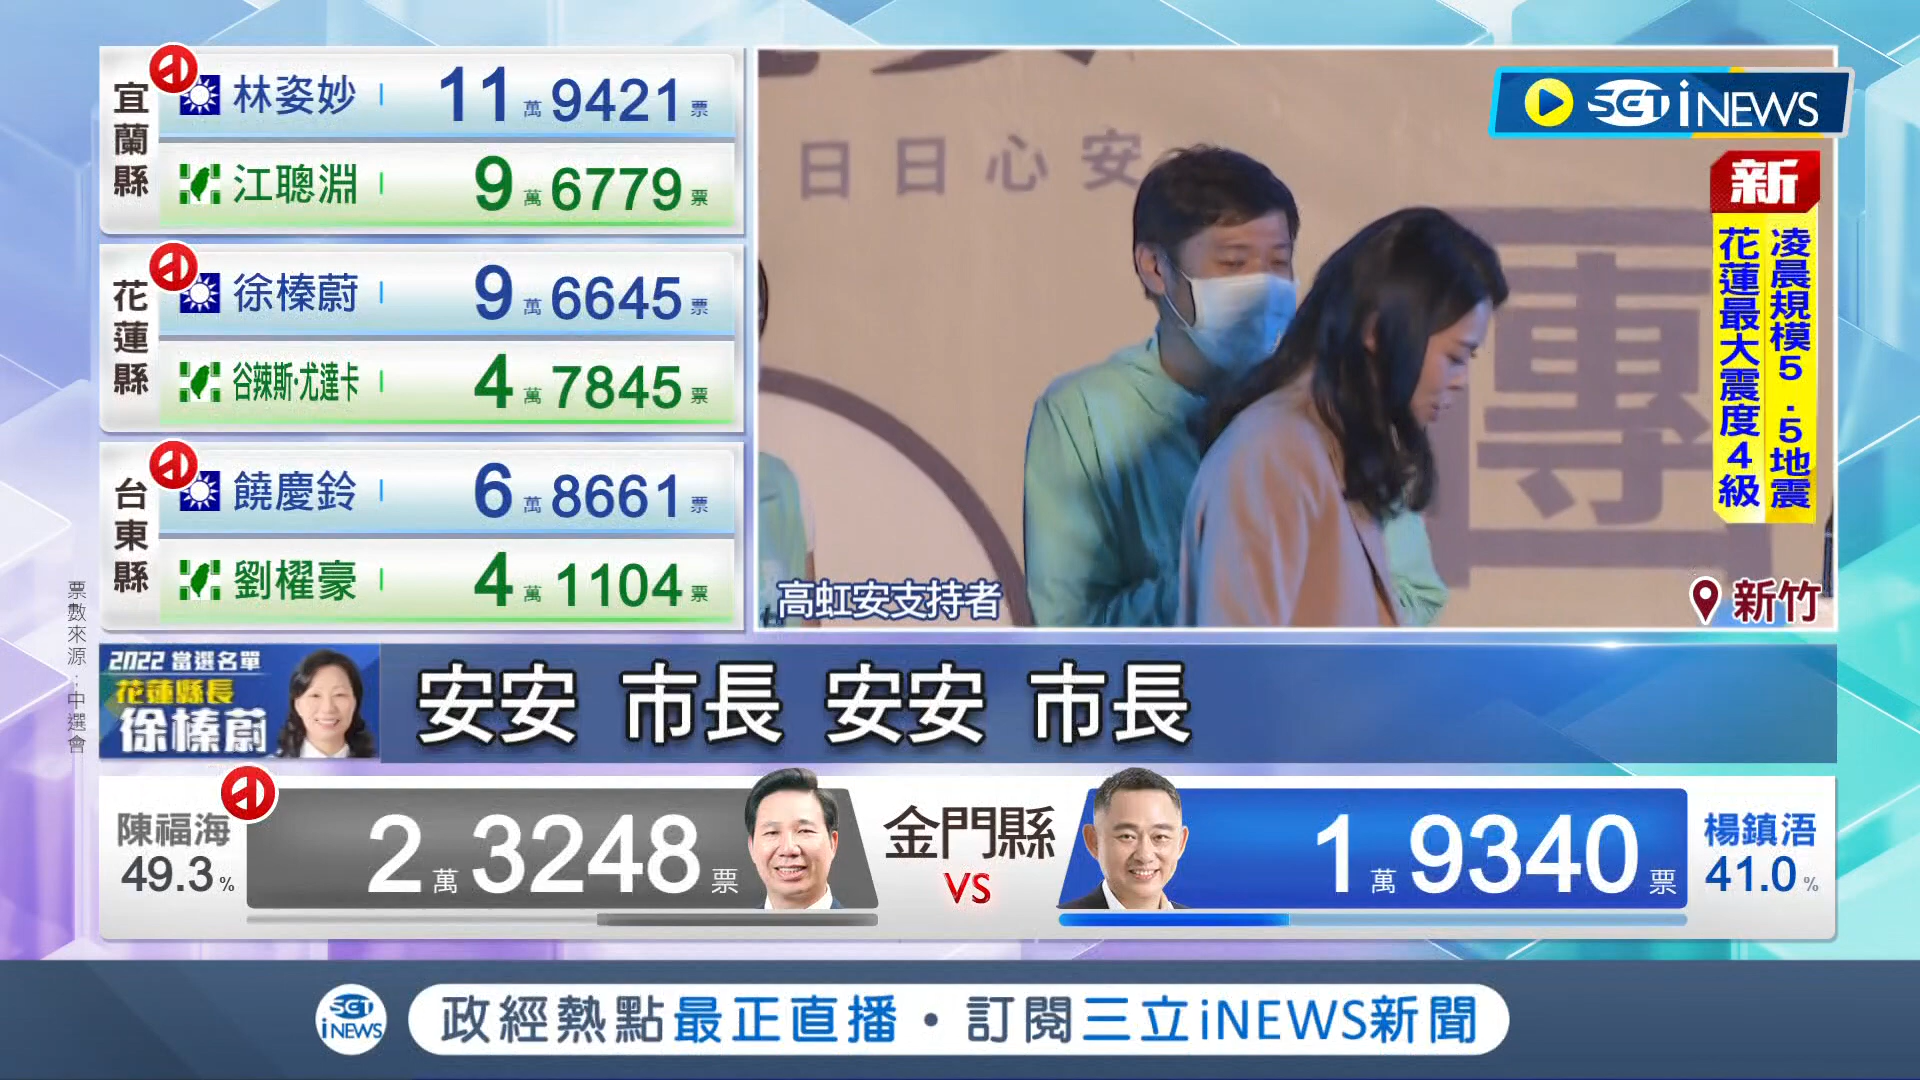 宜蘭縣
林姿妙 11萬9421票
江聰淵 9萬6779票
花蓮縣
徐榛蔚 9萬6645票
谷辣斯·尤達卡 4萬7845票
台東縣
饒慶鈴 6萬8661票
劉櫂豪 4萬1104票
票數來源：中選會
日日心安
專
團
SET iNEWS
新
凌晨規模5.5地震
花蓮最大震度4級
高虹安支持者
新竹
2022 當選名單
花蓮縣長
徐榛蔚
安安 市長 安安 市長
陳福海
49.3%
2萬3248票
金門縣
VS
1萬9340票
楊鎮浯
41.0%
SET iNEWS
政經熱點最正直播·訂閱三立iNEWS新聞